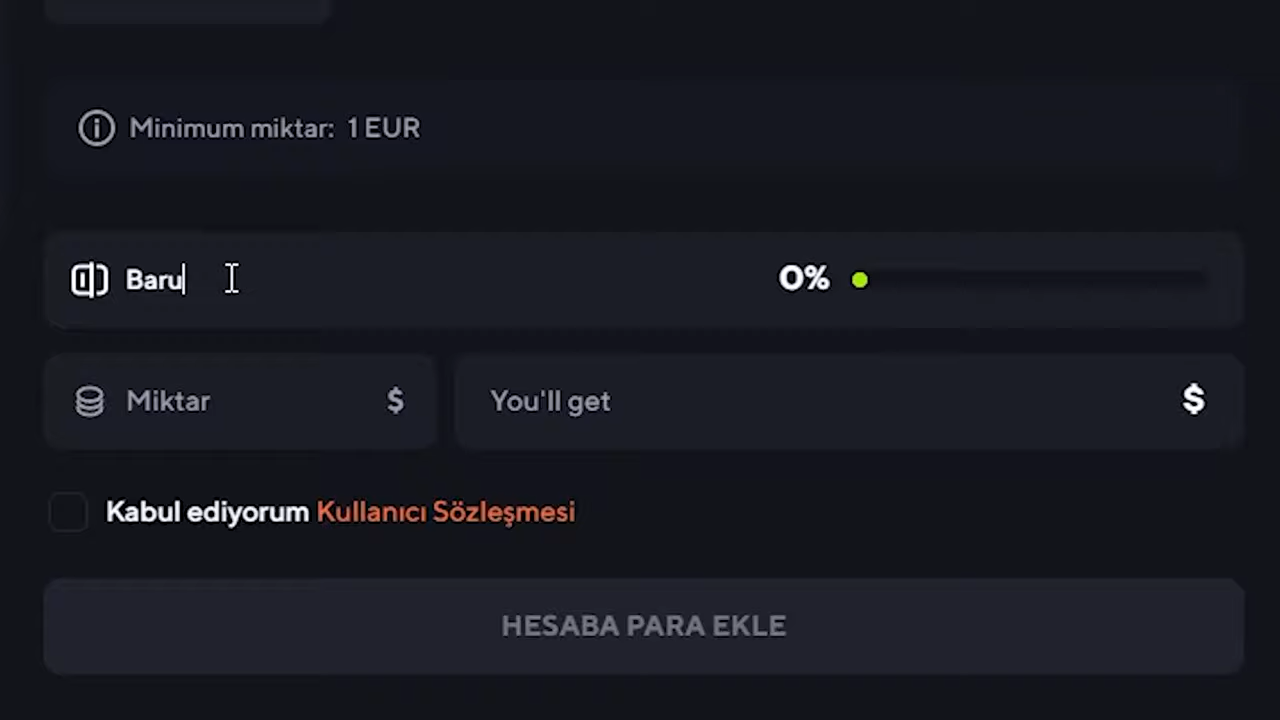 Minimum miktar: 1 EUR
Baru 0%
Miktar $ You'll get $
Kabul ediyorum Kullanıcı Sözleşmesi
HESABA PARA EKLE